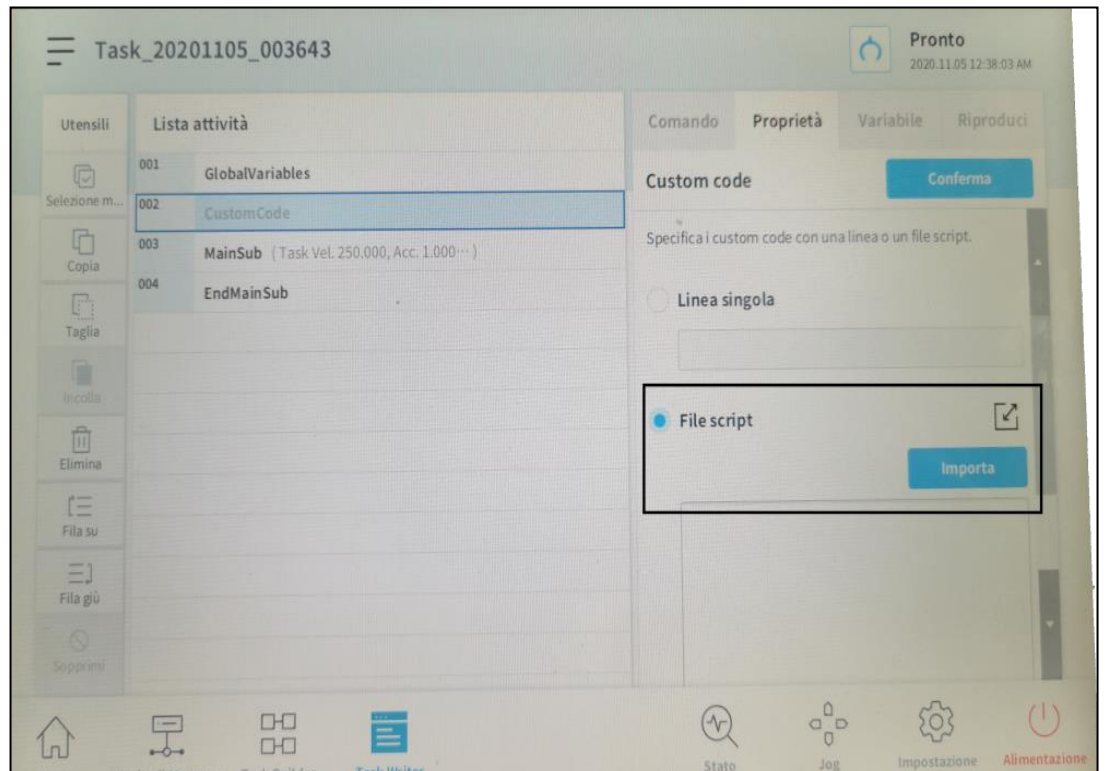 Task_20201105_003643
Pronto
2020.11.05 12:38:03 AM
Utensili
Lista attività
Comando
Proprietà
Variabile
Riproduci
Selezione m...
Copia
Taglia
Incolla
Elimina
Fila su
Fila giù
Sopprimi
001 GlobalVariables
002 CustomCode
003 MainSub (Task Vel. 250.000, Acc. 1.000···)
004 EndMainSub
Custom code
Conferma
Specifica i custom code con una linea o un file script.
Linea singola
File script
Importa
Task Writer
Stato
Jog
Impostazione
Alimentazione